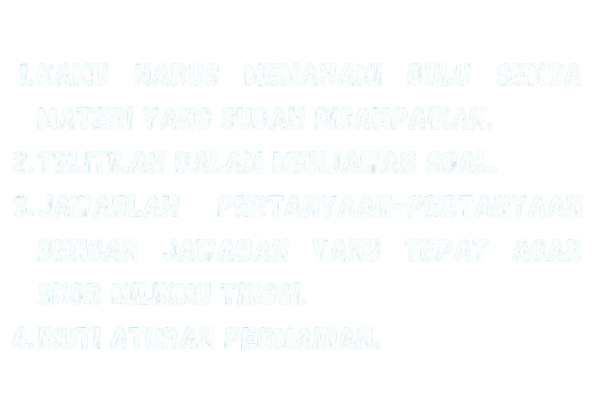 1. KAMU HARUS MEMAHAMI DULU SEMUA
MATERI YANG SUDAH DISAMPAIKAN.
2. TELITILAH DALAM MENJAWAB SOAL.
3. JAWABLAH PERTANYAAN-PERTANYAAN
DENGAN JAWABAN YANG TEPAT AGAR
SKOR NILAIMU TINGGI.
4. IKUTI ATURAN PERMAINAN.